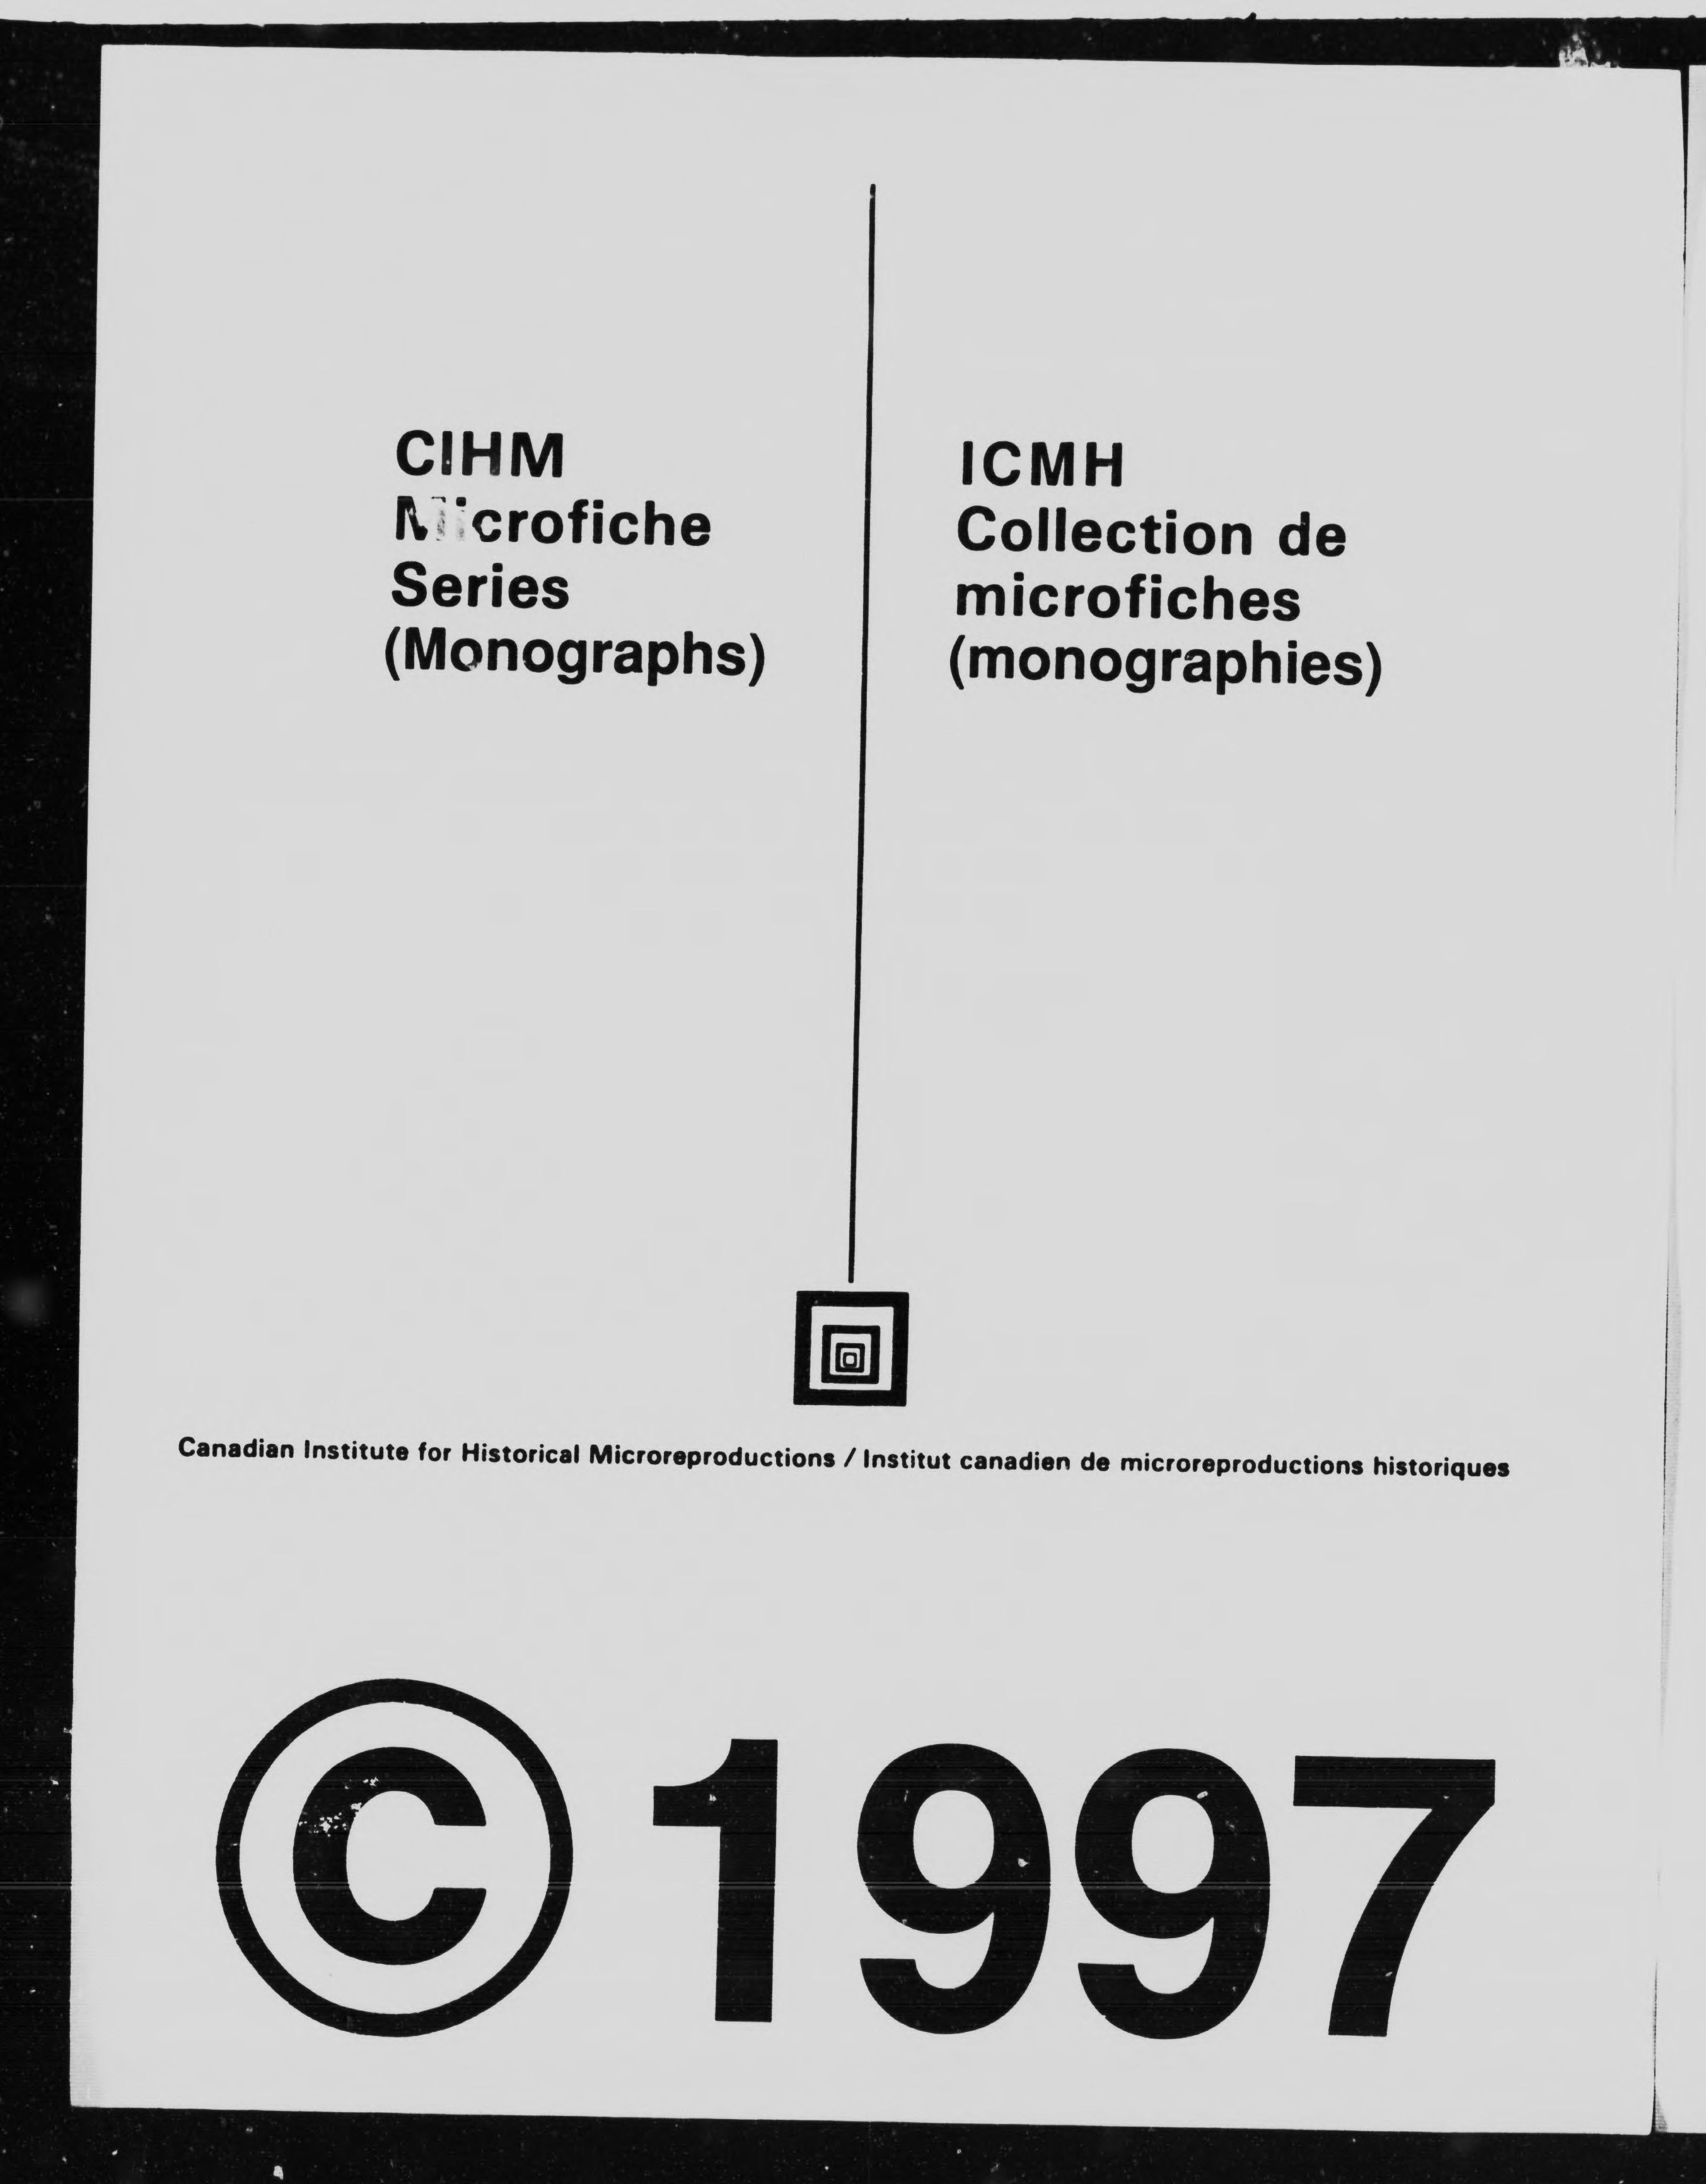 CIHM
Microfiche
Series
(Monographs)
ICMH
Collection de
microfiches
(monographies)
Canadian Institute for Historical Microreproductions / Institut canadien de microreproductions historiques
©1997